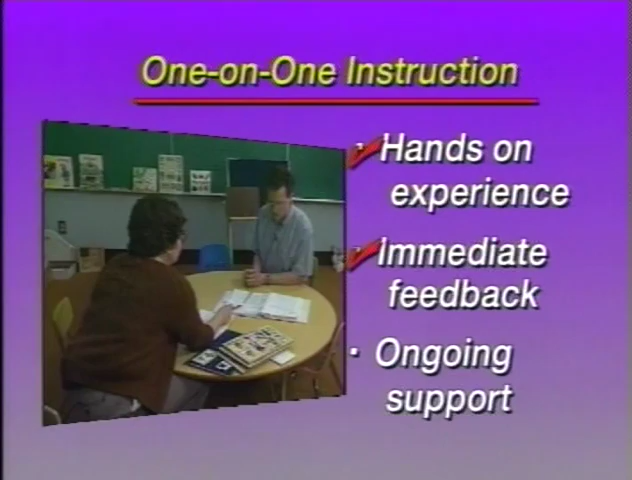 One-on-One Instruction
Hands on
experience
Immediate
feedback
· Ongoing
support